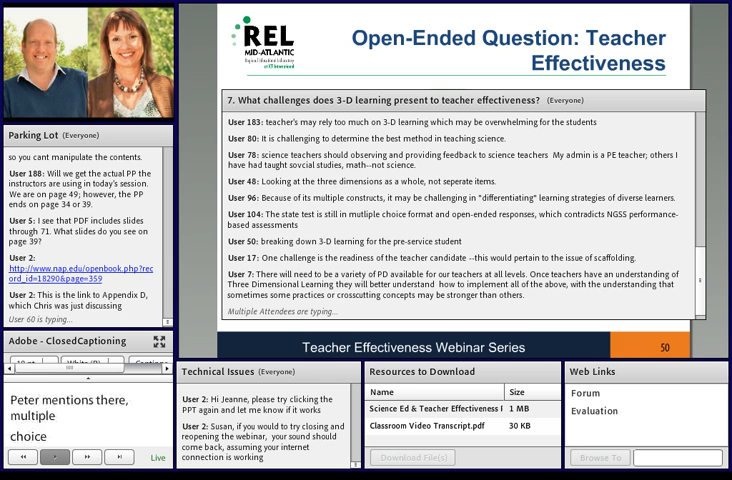 REL
MID-ATLANTIC
Open-Ended Question: Teacher
Effectiveness
7. What challenges does 3-D learning present to teacher effectiveness? (Everyone)
User 183: teacher's may rely too much on 3-D learning which may be overwhelming for the students
User 80: It is challenging to determine the best method in teaching science.
User 78: science teachers should observing and providing feedback to science teachers My admin is a PE teacher; others I
have had taught sovcial studies, math--not science.
User 48: Looking at the three dimensions as a whole, not seperate items.
User 96: Because of its multiple constructs, it may be challenging in "differentiating" learning strategies of diverse learners.
User 104: The state test is still in mutliple choice format and open-ended responses, which contradicts NGSS performance-
based assessments
User 50: breaking down 3-D learning for the pre-service student
User 17: One challenge is the readiness of the teacher candidate --this would pertain to the issue of scaffolding.
User 7: There will need to be a variety of PD available for our teachers at all levels. Once teachers have an understanding of
Three Dimensional Learning they will better understand how to implement all of the above, with the understanding that
sometimes some practices or crosscutting concepts may be stronger than others.
Multiple Attendees are typing...
Teacher Effectiveness Webinar Series
50
Parking Lot (Everyone)
so you cant manipulate the contents.
User 188: Will we get the actual PP the
instructors are using in today's session.
We are on page 49; however, the PP
ends on page 34 or 39.
User 5: I see that PDF includes slides
through 71. What slides do you see on
page 39?
User 2:
http://www.nap.edu/openbook.php?rec
ord_id=18290&page=359
User 2: This is the link to Appendix D,
which Chris was just discussing
User 60 is typing...
Adobe - ClosedCaptioning
Peter mentions there,
multiple
choice
Live
Technical Issues (Everyone)
User 2: Hi Jeanne, please try clicking the
PPT again and let me know if it works
User 2: Susan, if you would to try closing and
reopening the webinar, your sound should
come back, assuming your internet
connection is working
Resources to Download
Name Size
Science Ed & Teacher Effectiveness 1 MB
Classroom Video Transcript.pdf 30 KB
Download File(s)
Web Links
Forum
Evaluation
Browse To